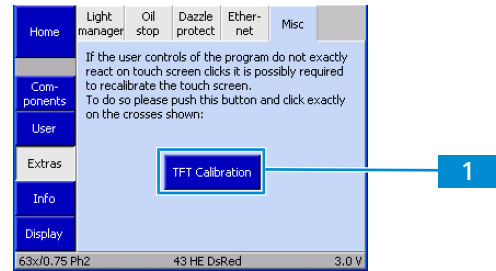 Home
Light manager
Oil stop
Dazzle protect
Ether-net
Misc
If the user controls of the program do not exactly
react on touch screen clicks it is possibly required
to recalibrate the touch screen.
To do so please push this button and click exactly
on the crosses shown:
Com-
ponents
User
Extras
Info
Display
TFT Calibration
1
63x/0.75 Ph2
43 HE DsRed
3.0 V